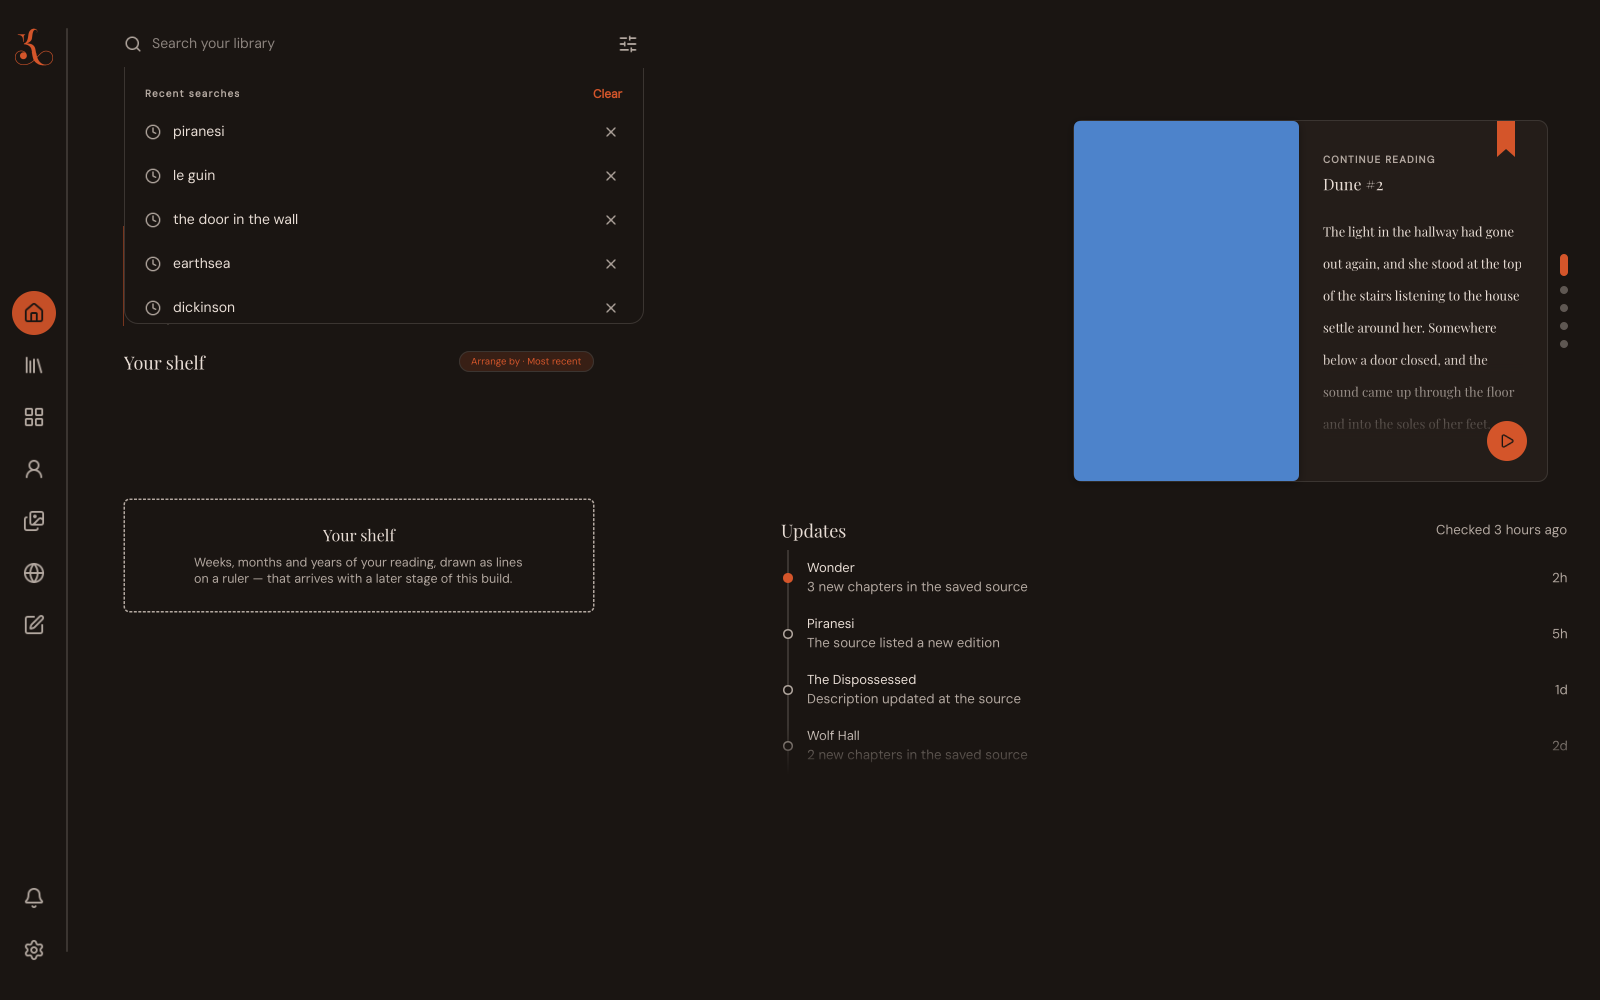 Search your library
Recent searches
Clear
piranesi
le guin
the door in the wall
earthsea
dickinson
Your shelf
Arrange by · Most recent
Your shelf
Weeks, months and years of your reading, drawn as lines
on a ruler — that arrives with a later stage of this build.
CONTINUE READING
Dune #2
The light in the hallway had gone
out again, and she stood at the top
of the stairs listening to the house
settle around her. Somewhere
below a door closed, and the
sound came up through the floor
and into the soles of her feet.
Updates
Checked 3 hours ago
Wonder
3 new chapters in the saved source
2h
Piranesi
The source listed a new edition
5h
The Dispossessed
Description updated at the source
1d
Wolf Hall
2 new chapters in the saved source
2d